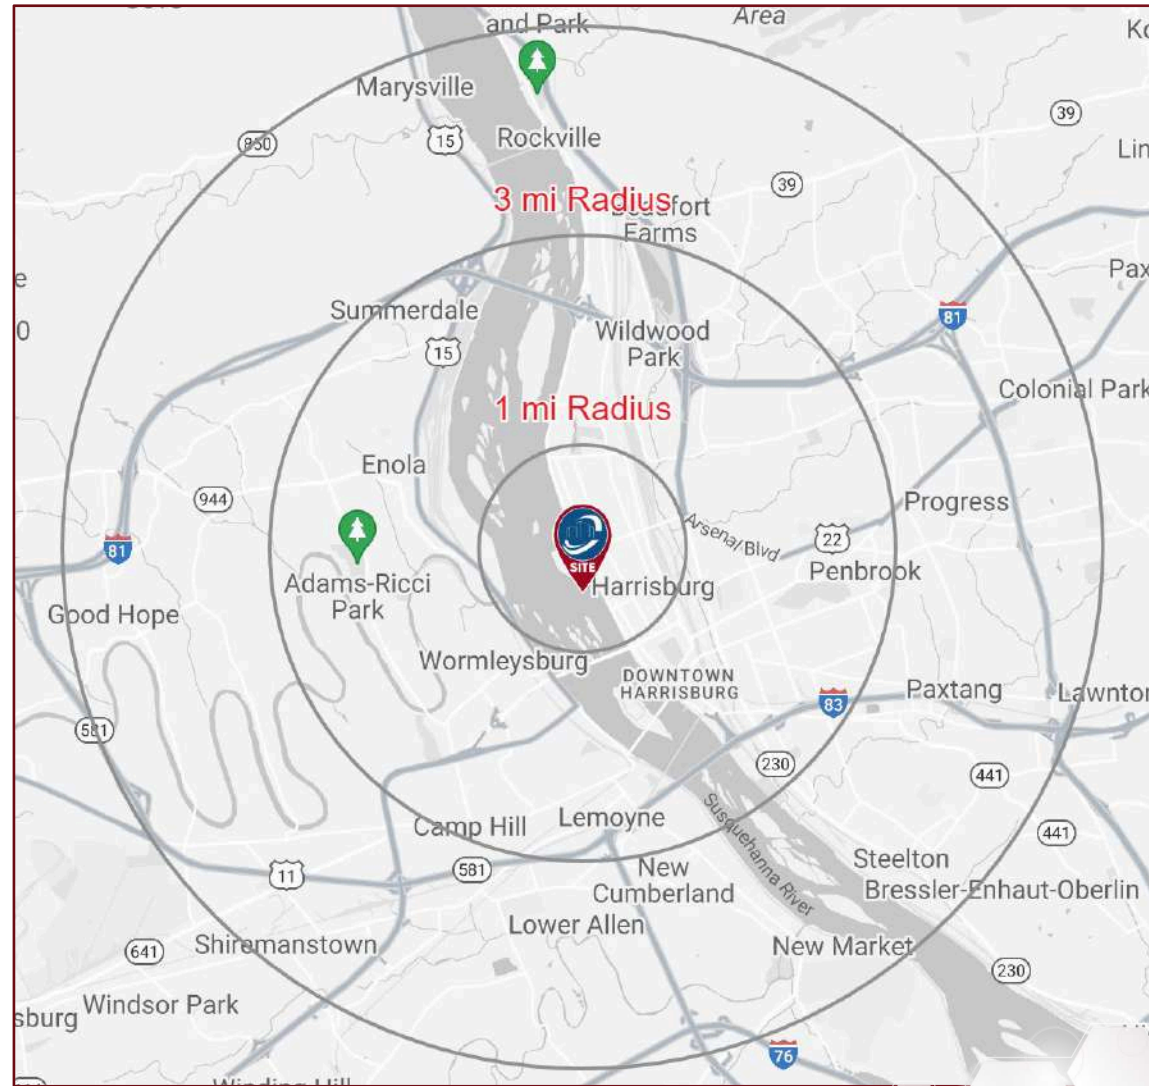 and Park
Area
Marysville
39
850
15
Rockville
39
3 mi Radius
Beaufort
Farms
Summerdale
81
Wildwood
Park
15
Colonial Park
1 mi Radius
Enola
944
Progress
Arsenal Blvd
22
81
SITE
Penbrook
Adams-Ricci
Park
Harrisburg
Good Hope
Wormleysburg
DOWNTOWN
HARRISBURG
Paxtang
83
581
230
441
Susquehanna River
Lemoyne
Camp Hill
441
581
11
New
Cumberland
Steelton
Bressler-Enhaut-Oberlin
Lower Allen
Shiremanstown
New Market
641
230
Windsor Park
sburg
76